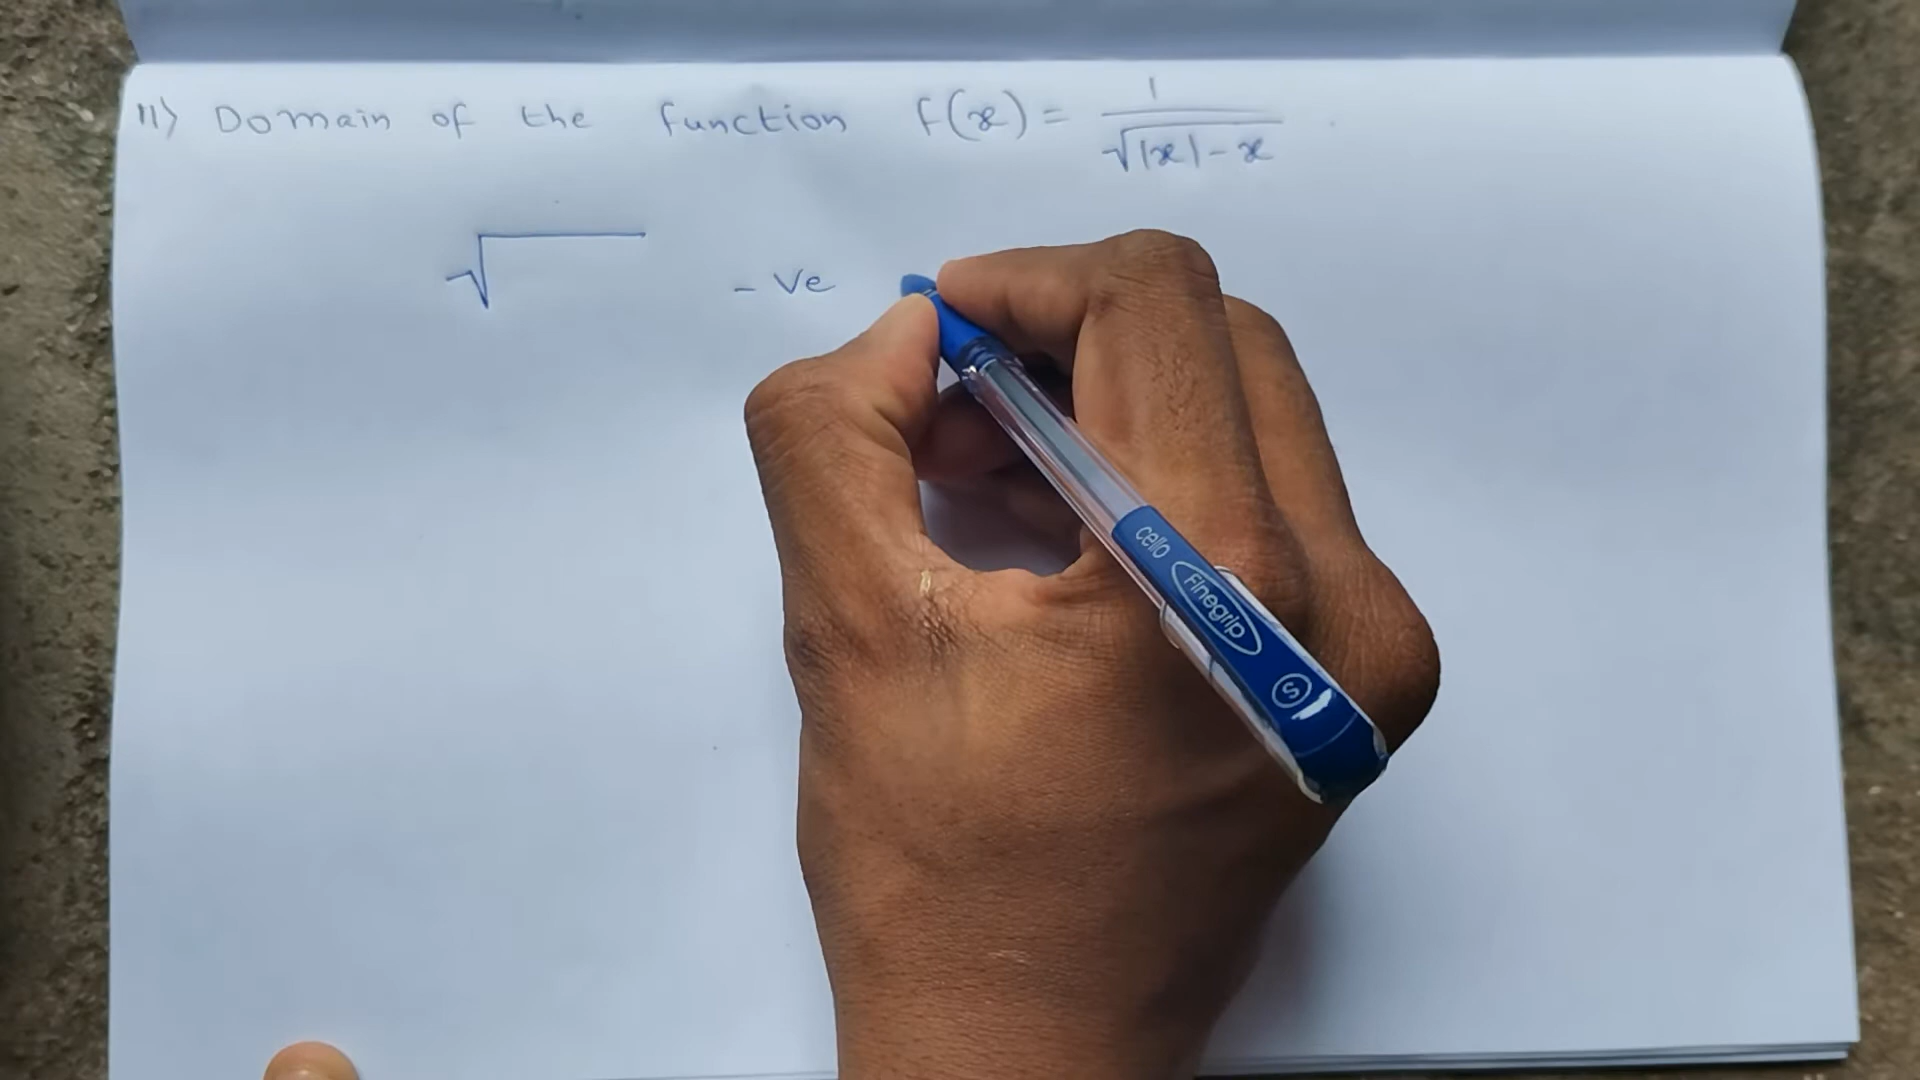 11) Domain of the function f(x) = 1/√|x| - x
√ - ve
cello
Finegrip
S